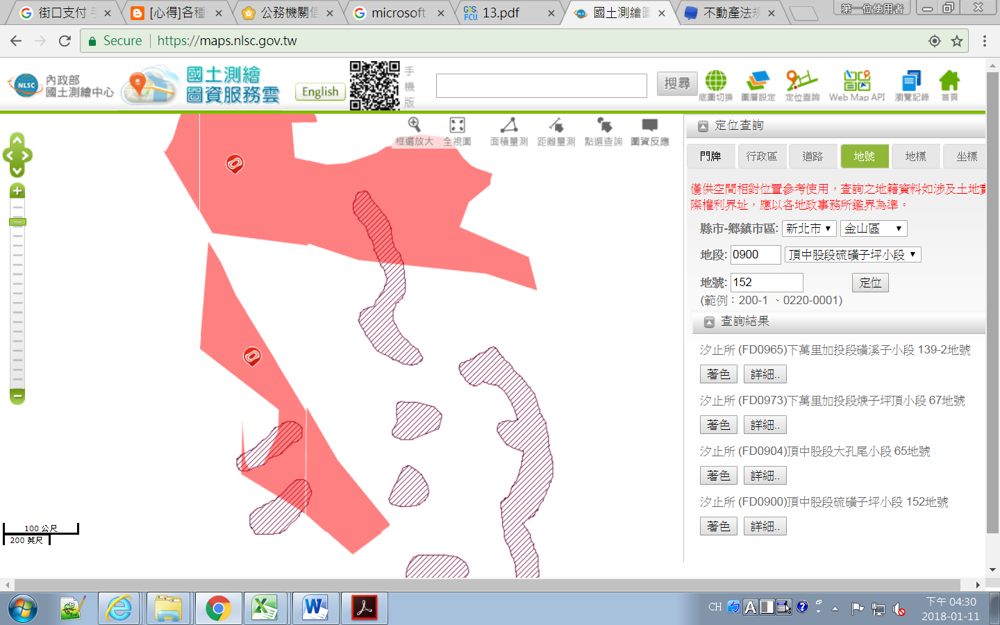 街口支付 手
[心得]各種
公務機關信
microsoft
13.pdf
國土測繪圖
不動產法規
第一位使用者
Secure
https://maps.nlsc.gov.tw
NLSC
內政部
國土測繪中心
國土測繪
圖資服務雲
English
手機版
搜尋
底圖切換
圖層設定
定位查詢
Web Map API
瀏覽記錄
首頁
框選放大
全視圖
面積量測
距離量測
點選查詢
圖資反應
定位查詢
門牌
行政區
道路
地號
地標
坐標
僅供空間相對位置參考使用，查詢之地籍資料如涉及土地實
際權利界址，應以各地政事務所鑑界為準。
縣市-鄉鎮市區: 新北市 金山區
地段: 0900 頂中股段硫磺子坪小段
地號: 152 定位
(範例：200-1 、0220-0001)
查詢結果
汐止所 (FD0965)下萬里加投段磺溪子小段 139-2地號
著色 詳細..
汐止所 (FD0973)下萬里加投段焿子坪頂小段 67地號
著色 詳細..
汐止所 (FD0904)頂中股段大孔尾小段 65地號
著色 詳細..
汐止所 (FD0900)頂中股段硫磺子坪小段 152地號
著色 詳細..
100 公尺
200 英尺
CH
下午 04:30
2018-01-11